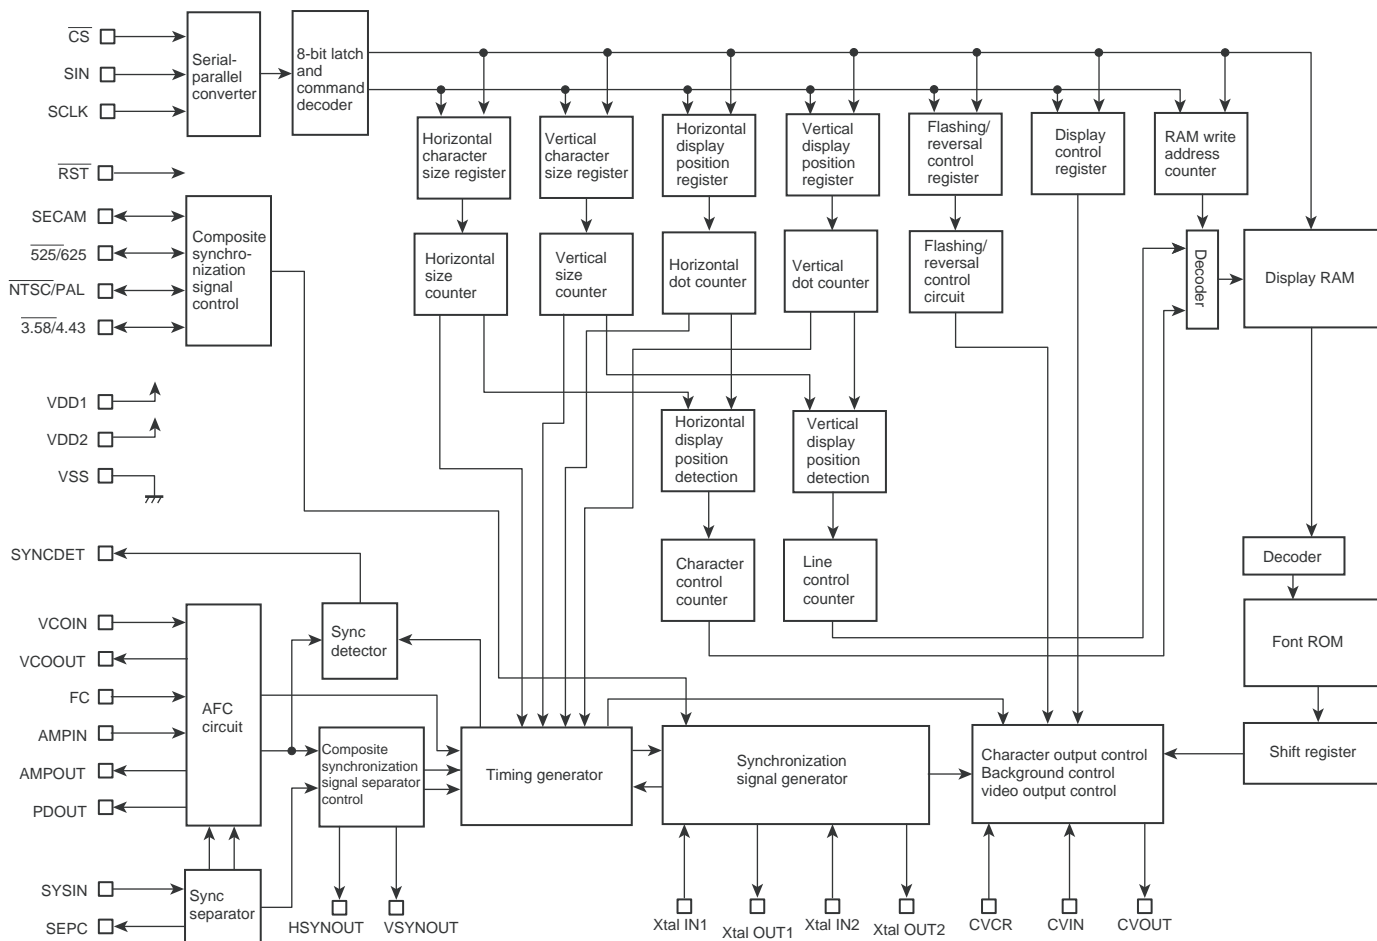 CS
SIN
SCLK
Serial-
parallel
converter
8-bit latch
and
command
decoder
RST
SECAM
525/625
NTSC/PAL
3.58/4.43
Composite
synchro-
nization
signal
control
Horizontal
character
size register
Vertical
character
size register
Horizontal
display
position
register
Vertical
display
position
register
Flashing/
reversal
control
register
Display
control
register
RAM write
address
counter
Horizontal
size
counter
Vertical
size
counter
Horizontal
dot counter
Vertical
dot counter
Flashing/
reversal
control
circuit
Decoder
Display RAM
VDD1
VDD2
VSS
Horizontal
display
position
detection
Vertical
display
position
detection
SYNCDET
Character
control
counter
Line
control
counter
Decoder
Font ROM
Shift register
VCOIN
VCOOUT
FC
AMPIN
AMPOUT
PDOUT
AFC
circuit
Sync
detector
Composite
synchronization
signal separator
control
Timing generator
Synchronization
signal generator
Character output control
Background control
video output control
SYSIN
SEPC
Sync
separator
HSYNOUT
VSYNOUT
Xtal IN1
Xtal OUT1
Xtal IN2
Xtal OUT2
CVCR
CVIN
CVOUT